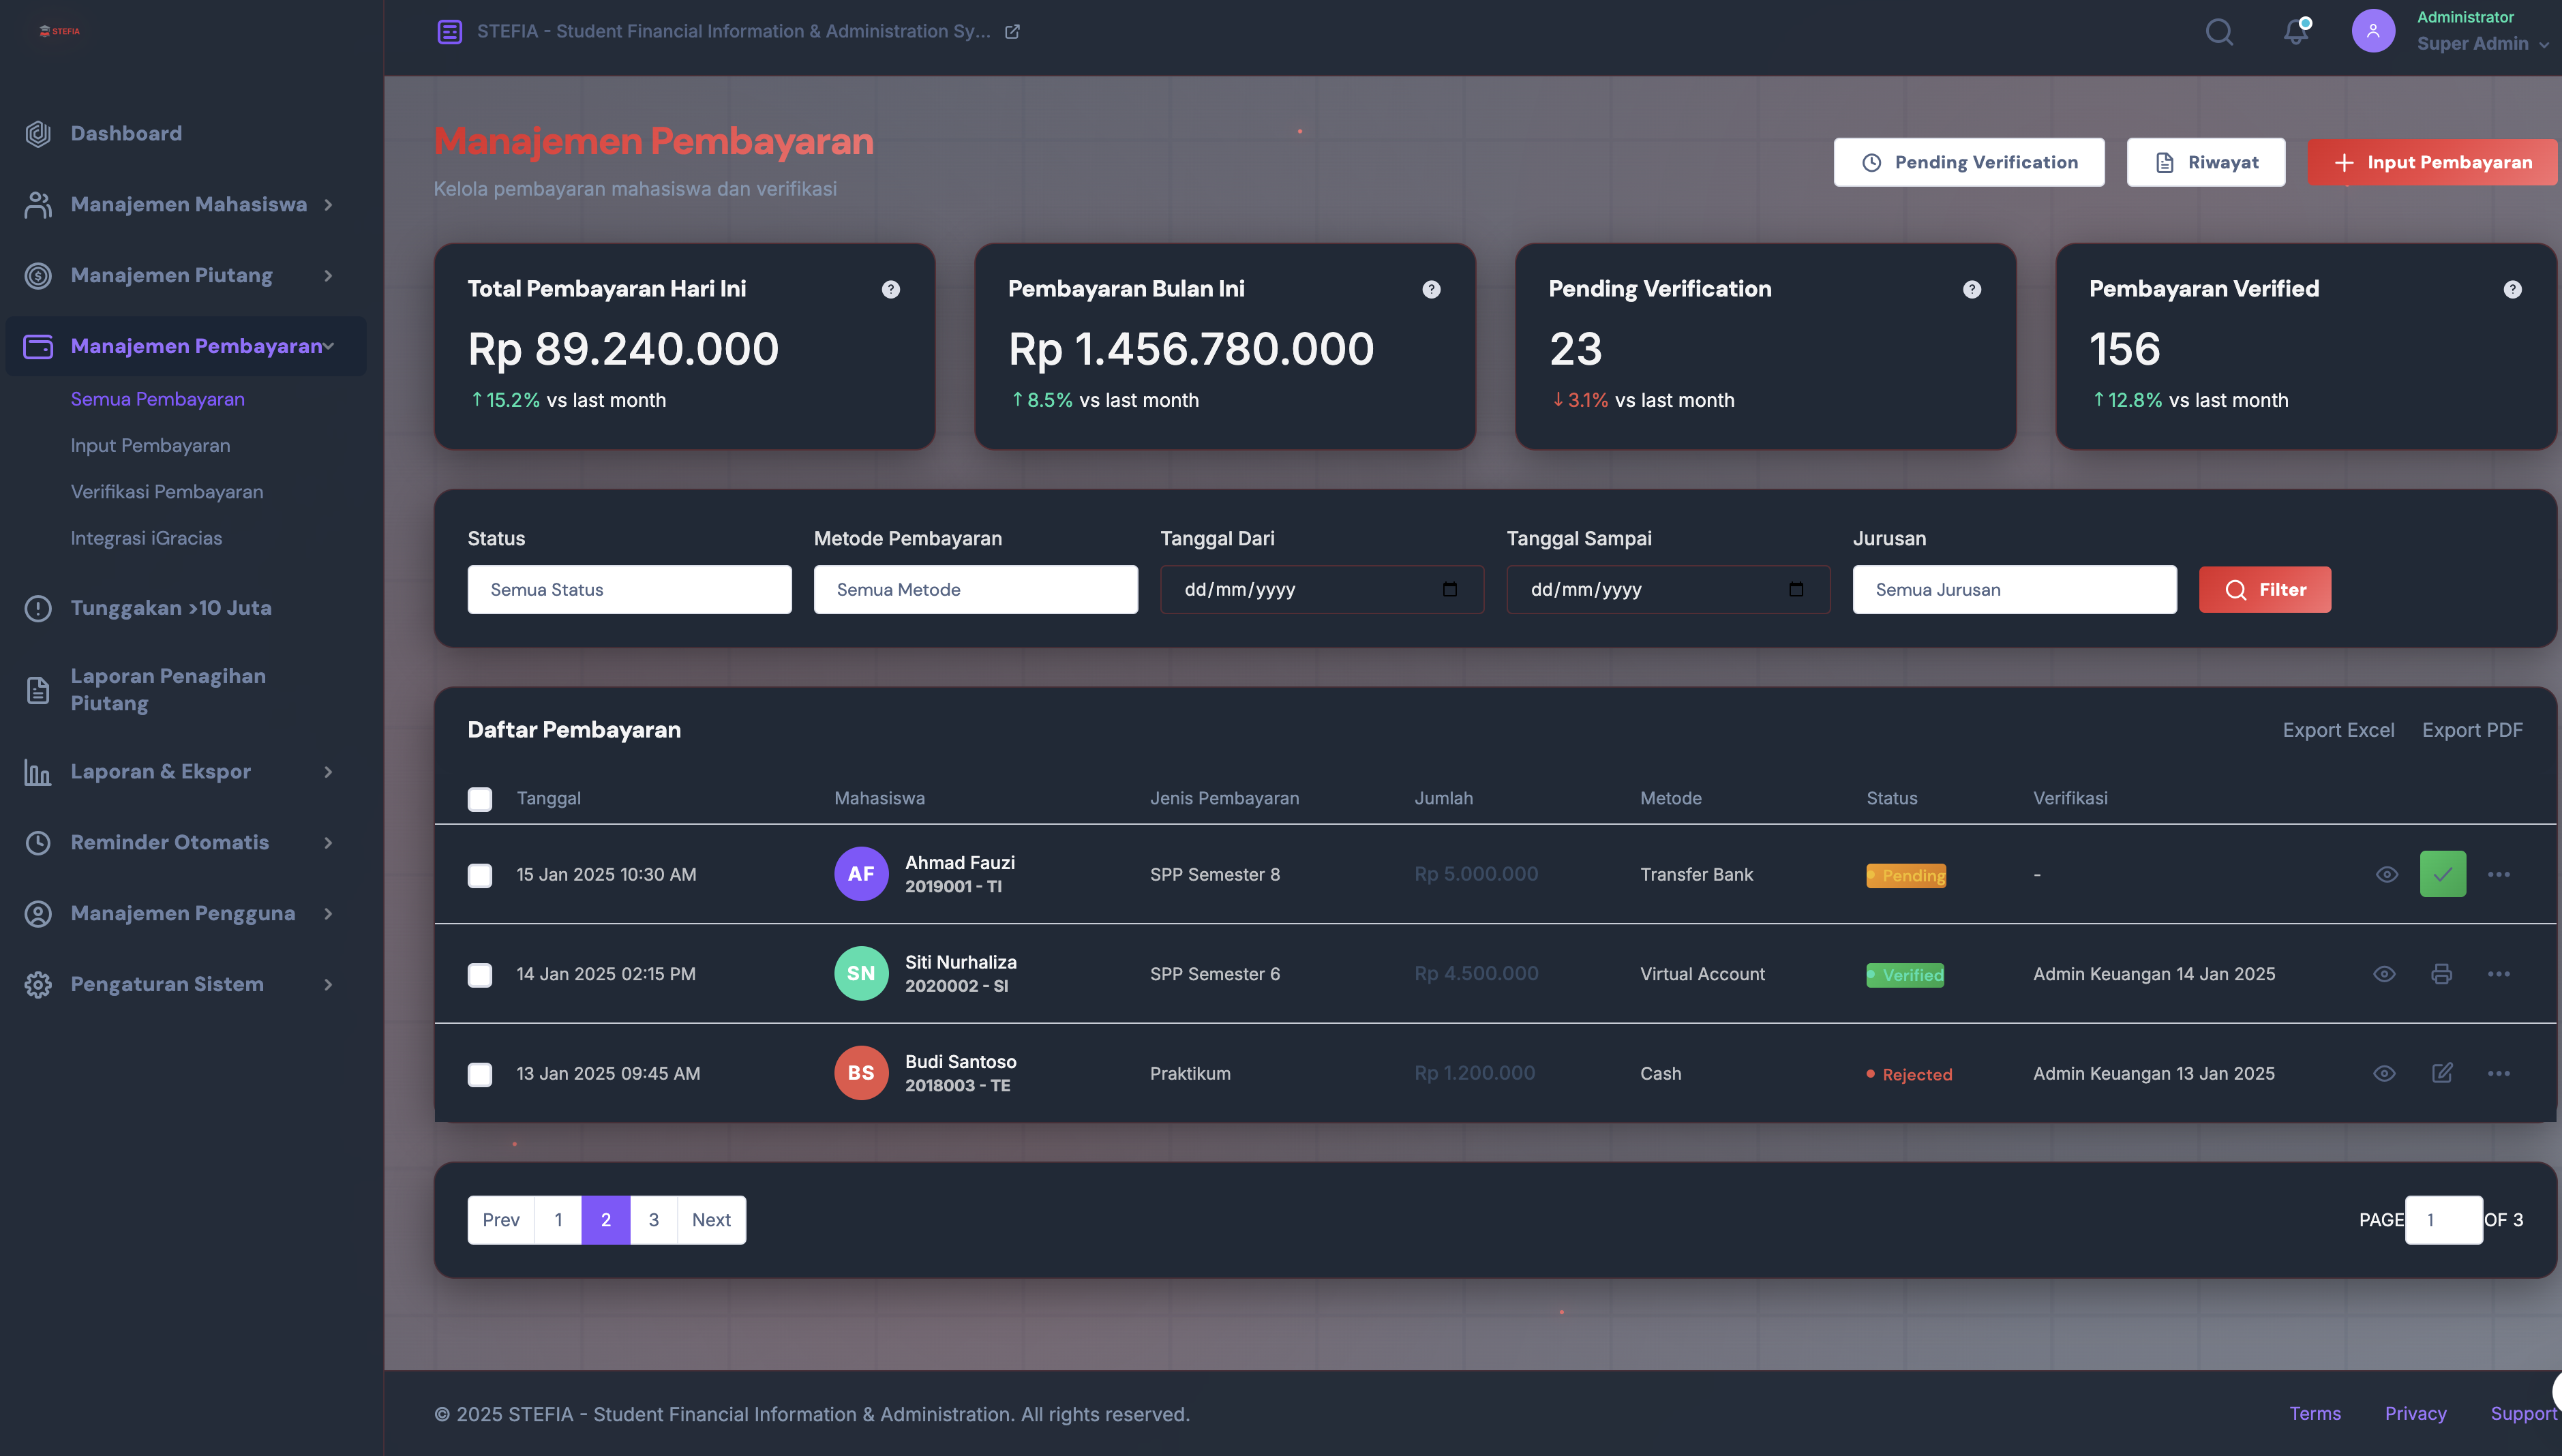 STEFIA
STEFIA - Student Financial Information & Administration Sy...
Administrator
Super Admin
Dashboard
Manajemen Mahasiswa
Manajemen Piutang
Manajemen Pembayaran
Semua Pembayaran
Input Pembayaran
Verifikasi Pembayaran
Integrasi iGracias
Tunggakan >10 Juta
Laporan Penagihan
Piutang
Laporan & Ekspor
Reminder Otomatis
Manajemen Pengguna
Pengaturan Sistem
Manajemen Pembayaran
Kelola pembayaran mahasiswa dan verifikasi
Pending Verification
Riwayat
Input Pembayaran
Total Pembayaran Hari Ini
Rp 89.240.000
↑15.2% vs last month
Pembayaran Bulan Ini
Rp 1.456.780.000
↑8.5% vs last month
Pending Verification
23
↓3.1% vs last month
Pembayaran Verified
156
↑12.8% vs last month
Status
Semua Status
Metode Pembayaran
Semua Metode
Tanggal Dari
dd/mm/yyyy
Tanggal Sampai
dd/mm/yyyy
Jurusan
Semua Jurusan
Filter
Daftar Pembayaran
Export Excel Export PDF
Tanggal Mahasiswa Jenis Pembayaran Jumlah Metode Status Verifikasi
15 Jan 2025 10:30 AM AF Ahmad Fauzi SPP Semester 8 Rp 5.000.000 Transfer Bank Pending -
2019001 - TI
14 Jan 2025 02:15 PM SN Siti Nurhaliza SPP Semester 6 Rp 4.500.000 Virtual Account Verified Admin Keuangan 14 Jan 2025
2020002 - SI
13 Jan 2025 09:45 AM BS Budi Santoso Praktikum Rp 1.200.000 Cash Rejected Admin Keuangan 13 Jan 2025
2018003 - TE
Prev 1 2 3 Next
PAGE 1 OF 3
© 2025 STEFIA - Student Financial Information & Administration. All rights reserved.
Terms Privacy Support